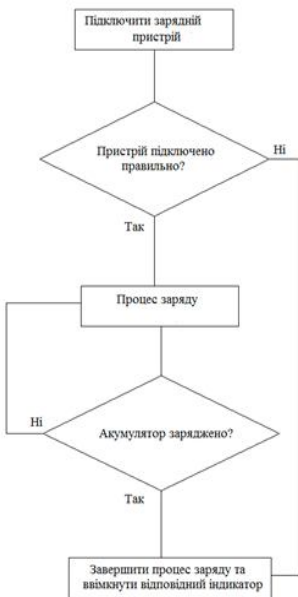 Підключити зарядній
пристрій
Пристрій підключено
правильно?
Ні
Так
Процес заряду
Ні
Акумулятор заряджено?
Так
Завершити процес заряду та
ввімкнути відповідний індикатор